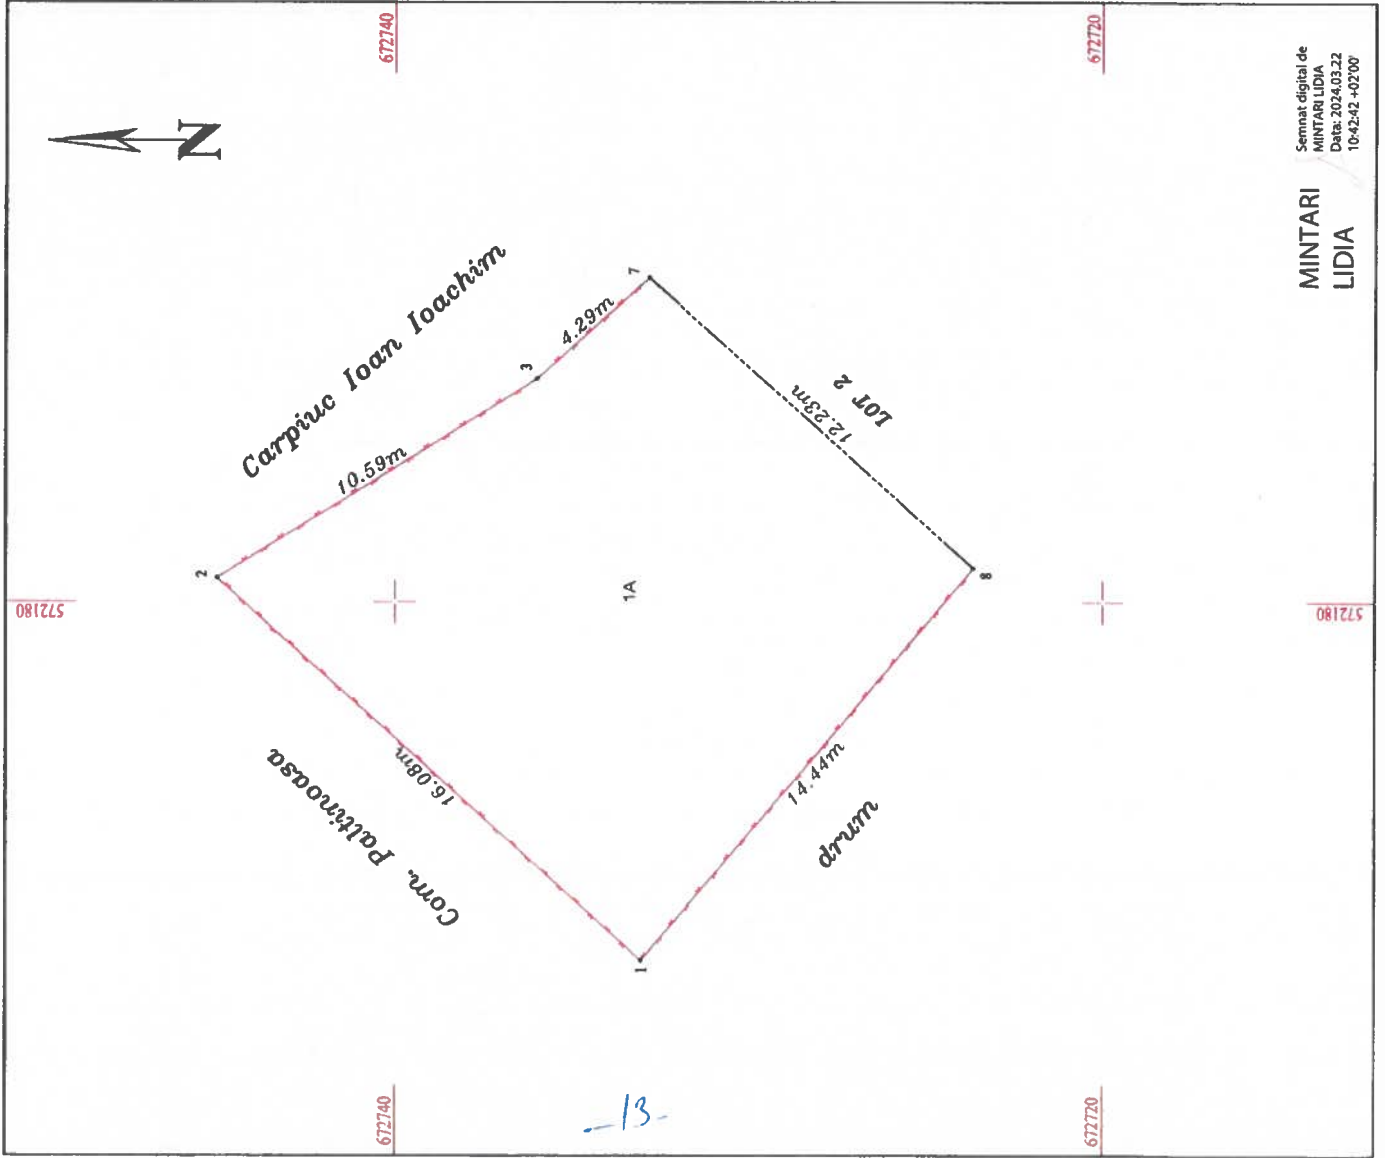 672740
672720
572180
572180
672740
672720
N
Carpiuc Ioan Ioachim
Com. Paltinoasa
drum
LOT 2
10.59m
4.29m
12.23m
14.44m
16.08m
1
2
3
7
8
1A
-13-
MINTARI
LIDIA
Semnat digital de
MINTARI LIDIA
Data: 2024.03.22
10:42:42 +02'00'